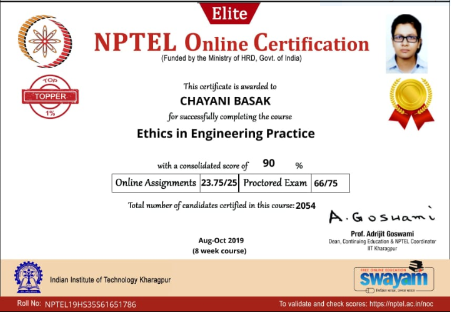 Elite
NPTEL Online Certification
(Funded by the Ministry of HRD, Govt. of India)
TOP
TOPPER
1%
This certificate is awarded to
CHAYANI BASAK
for successfully completing the course
Ethics in Engineering Practice
with a consolidated score of 90 %
Online Assignments 23.75/25 Proctored Exam 66/75
Total number of candidates certified in this course: 2054
A. GOSWAMI
Prof. Adrijit Goswami
Dean, Continuing Education & NPTEL Coordinator
IIT Kharagpur
Aug-Oct 2019
(8 week course)
Indian Institute of Technology Kharagpur
FREE ONLINE EDUCATION
swayam
Roll No: NPTEL19HS35S61651786
To validate and check scores: https://nptel.ac.in/noc